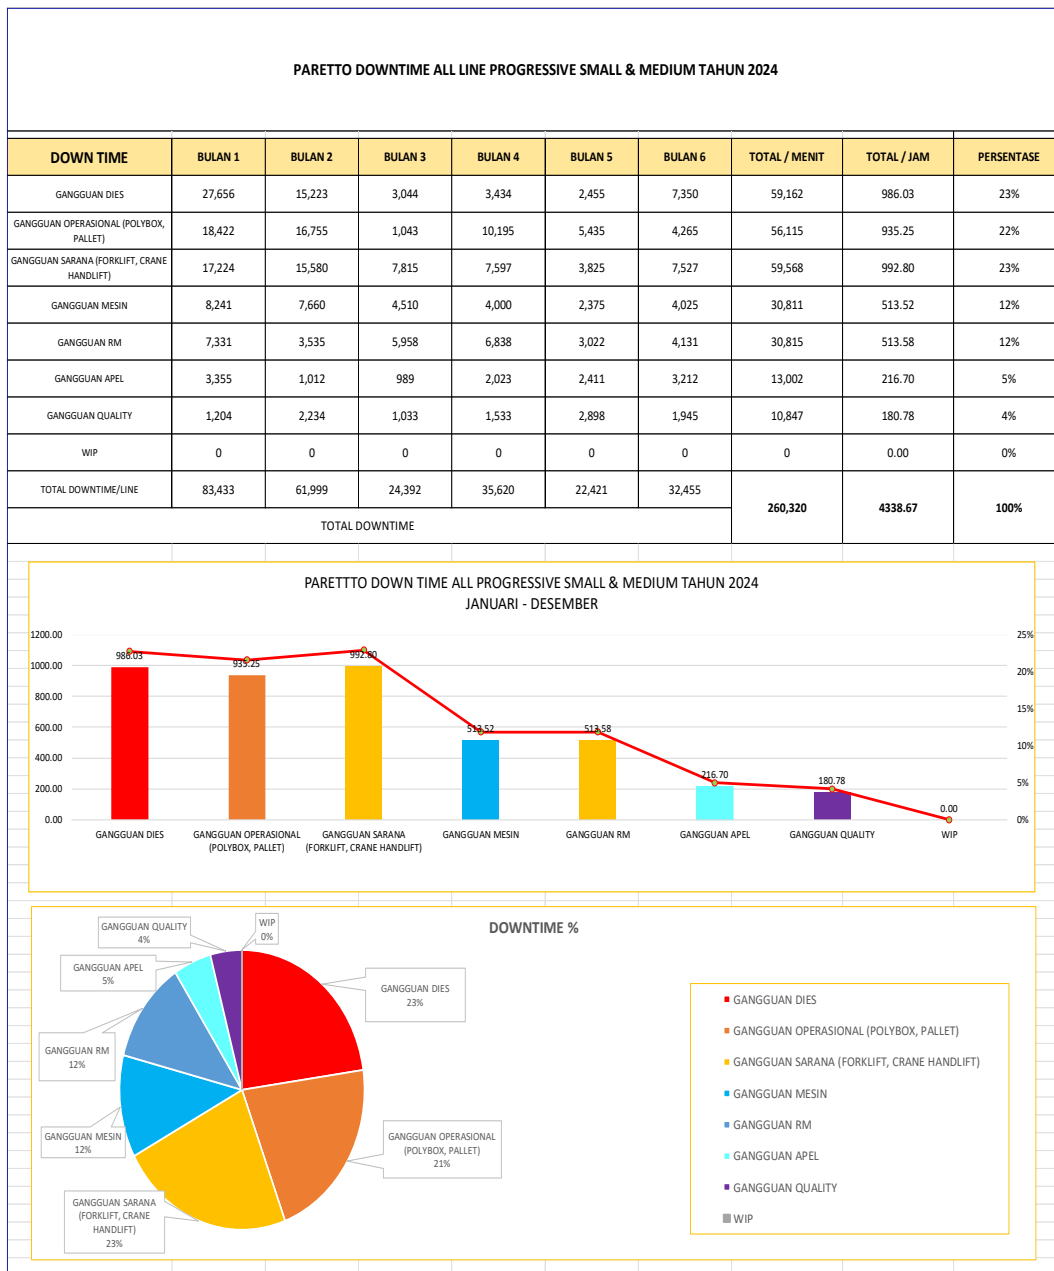 PARETTO DOWNTIME ALL LINE PROGRESSIVE SMALL & MEDIUM TAHUN 2024
DOWN TIME BULAN 1 BULAN 2 BULAN 3 BULAN 4 BULAN 5 BULAN 6 TOTAL / MENIT TOTAL / JAM PERSENTASE
GANGGUAN DIES 27,656 15,223 3,044 3,434 2,455 7,350 59,162 986.03 23%
GANGGUAN OPERASIONAL (POLYBOX,
PALLET) 18,422 16,755 1,043 10,195 5,435 4,265 56,115 935.25 22%
GANGGUAN SARANA (FORKLIFT, CRANE
HANDLIFT) 17,224 15,580 7,815 7,597 3,825 7,527 59,568 992.80 23%
GANGGUAN MESIN 8,241 7,660 4,510 4,000 2,375 4,025 30,811 513.52 12%
GANGGUAN RM 7,331 3,535 5,958 6,838 3,022 4,131 30,815 513.58 12%
GANGGUAN APEL 3,355 1,012 989 2,023 2,411 3,212 13,002 216.70 5%
GANGGUAN QUALITY 1,204 2,234 1,033 1,533 2,898 1,945 10,847 180.78 4%
WIP 0 0 0 0 0 0 0 0.00 0%
TOTAL DOWNTIME/LINE 83,433 61,999 24,392 35,620 22,421 32,455
260,320 4338.67 100%
TOTAL DOWNTIME
PARETTTO DOWN TIME ALL PROGRESSIVE SMALL & MEDIUM TAHUN 2024
JANUARI - DESEMBER
1200.00 25%
986.03 935.25 992.80
1000.00 20%
800.00
15%
600.00 513.52 513.58
10%
400.00
216.70 180.78 5%
200.00
0.00
0.00 0%
GANGGUAN DIES GANGGUAN OPERASIONAL GANGGUAN SARANA GANGGUAN MESIN GANGGUAN RM GANGGUAN APEL GANGGUAN QUALITY WIP
(POLYBOX, PALLET) (FORKLIFT, CRANE HANDLIFT)
DOWNTIME %
WIP
0%
GANGGUAN QUALITY
4%
GANGGUAN APEL
5%
GANGGUAN DIES
23%
GANGGUAN RM
12%
GANGGUAN MESIN
12%
GANGGUAN OPERASIONAL
(POLYBOX, PALLET)
21%
GANGGUAN SARANA
(FORKLIFT, CRANE
HANDLIFT)
23%
GANGGUAN DIES
GANGGUAN OPERASIONAL (POLYBOX, PALLET)
GANGGUAN SARANA (FORKLIFT, CRANE HANDLIFT)
GANGGUAN MESIN
GANGGUAN RM
GANGGUAN APEL
GANGGUAN QUALITY
WIP